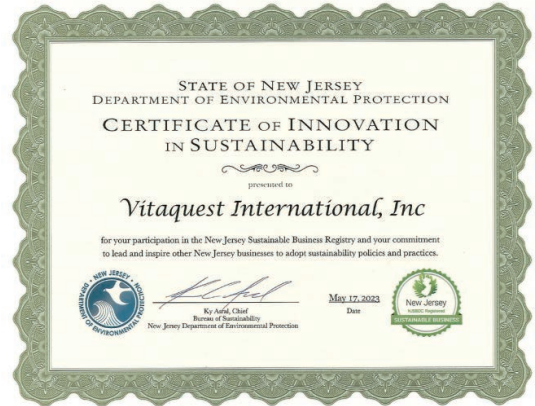 STATE OF NEW JERSEY
DEPARTMENT OF ENVIRONMENTAL PROTECTION
CERTIFICATE OF INNOVATION
IN SUSTAINABILITY
presented to
Vitaquest International, Inc
for your participation in the New Jersey Sustainable Business Registry and your commitment
to lead and inspire other New Jersey businesses to adopt sustainability policies and practices.
NEW JERSEY
DEPARTMENT OF ENVIRONMENTAL PROTECTION
Chief
Bureau of Sustainability
New Jersey Department of Environmental Protection
May 17, 2023
Date
New Jersey
Registered
SUSTAINABLE BUSINESS